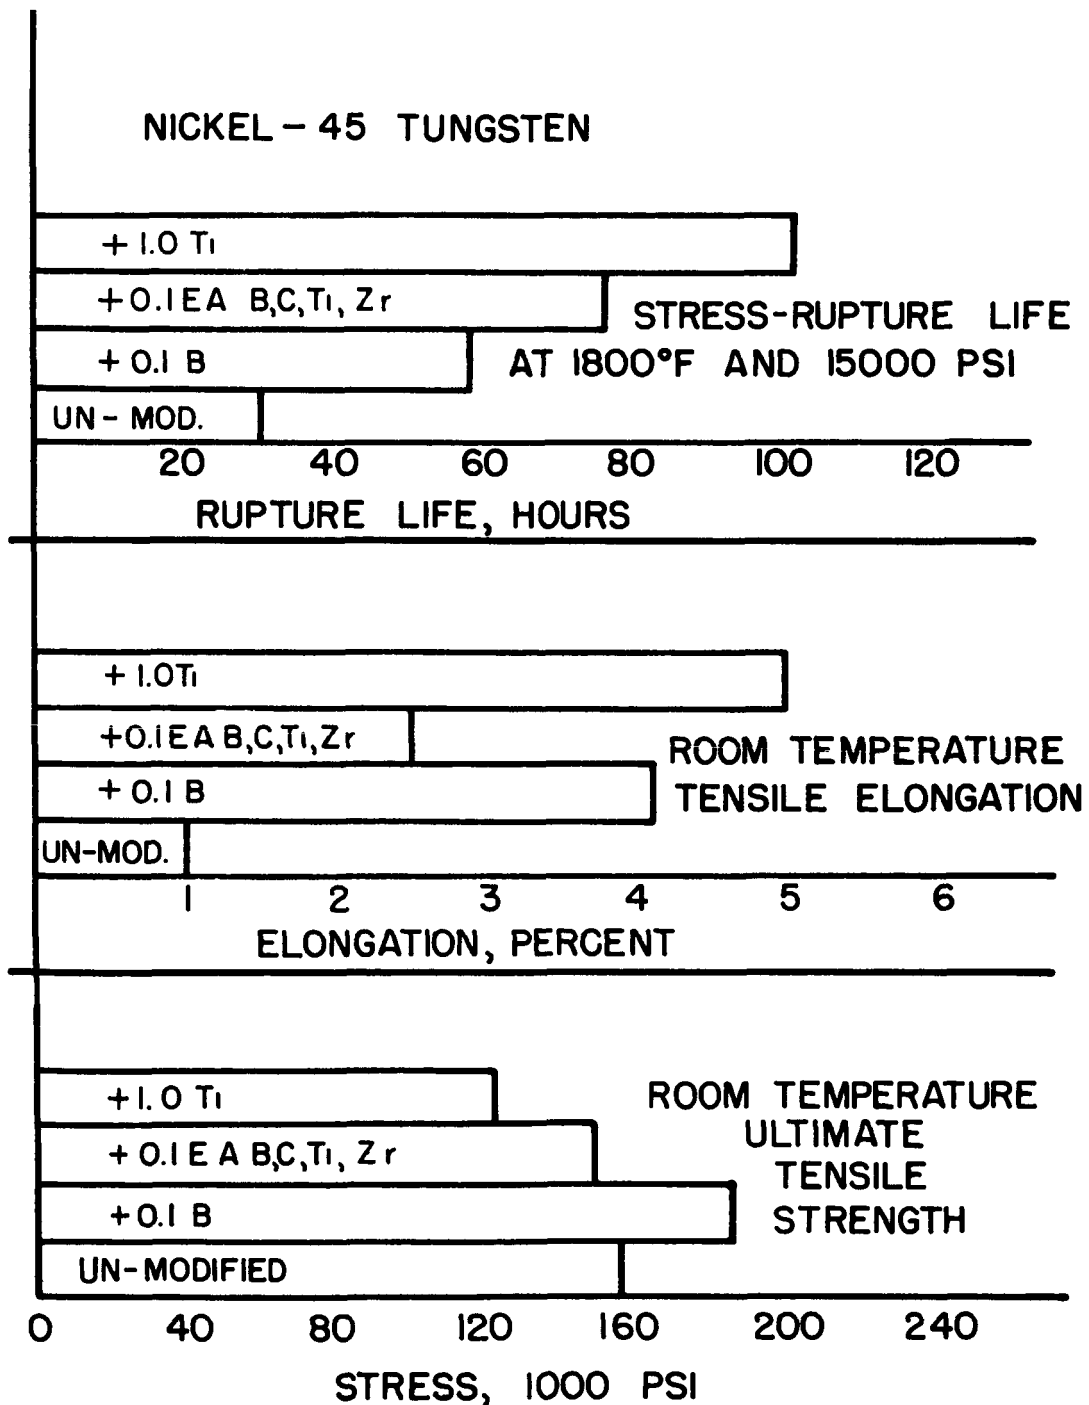 NICKEL-45 TUNGSTEN
+ 1.0 Ti
+0.1EA B,C,Ti, Zr
STRESS-RUPTURE LIFE
+ 0.1 B
AT 1800°F AND 15000 PSI
UN-MOD.
20 40 60 80 100 120
RUPTURE LIFE, HOURS
+ 1.0Ti
+0.1EA B,C,Ti,Zr
ROOM TEMPERATURE
+ 0.1 B
TENSILE ELONGATION
UN-MOD.
1 2 3 4 5 6
ELONGATION, PERCENT
+1.0 Ti
ROOM TEMPERATURE
ULTIMATE
+ 0.1 EA B,C,Ti, Zr
TENSILE
+0.1 B
STRENGTH
UN-MODIFIED
0 40 80 120 160 200 240
STRESS, 1000 PSI